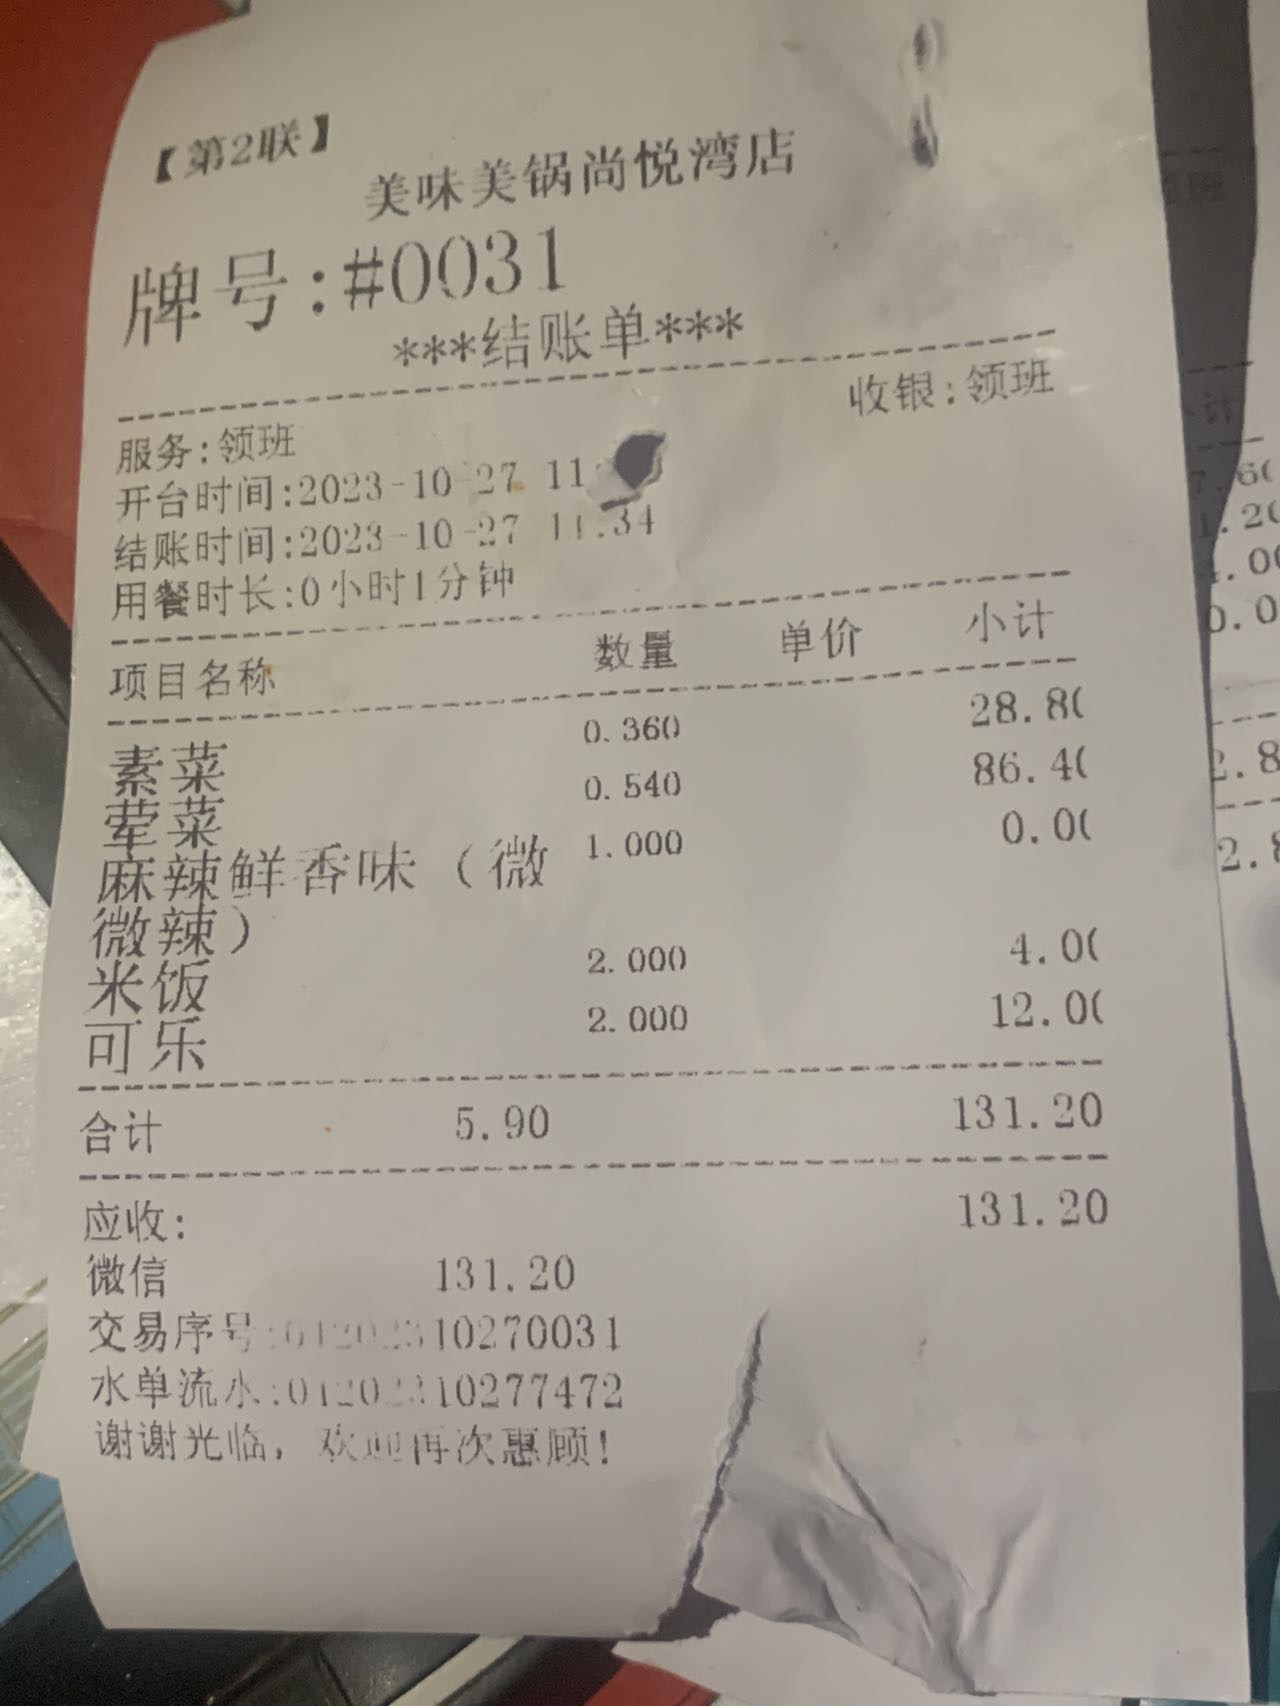 【第2联】
美味美锅尚悦湾店
牌号:#0031
***结账单***
服务:领班 收银:领班
开台时间:2023-10-27 11
结账时间:2023-10-27 11:34
用餐时长:0小时1分钟
项目名称 数量 单价 小计
素菜 0.360 28.8
荤菜 0.540 86.4
麻辣鲜香味（微 1.000 0.0
微辣）
米饭 2.000 4.0
可乐 2.000 12.0
合计 5.90 131.20
应收: 131.20
微信 131.20
交易序号:01202310270031
水单流水:01202310277472
谢谢光临，欢迎再次惠顾!